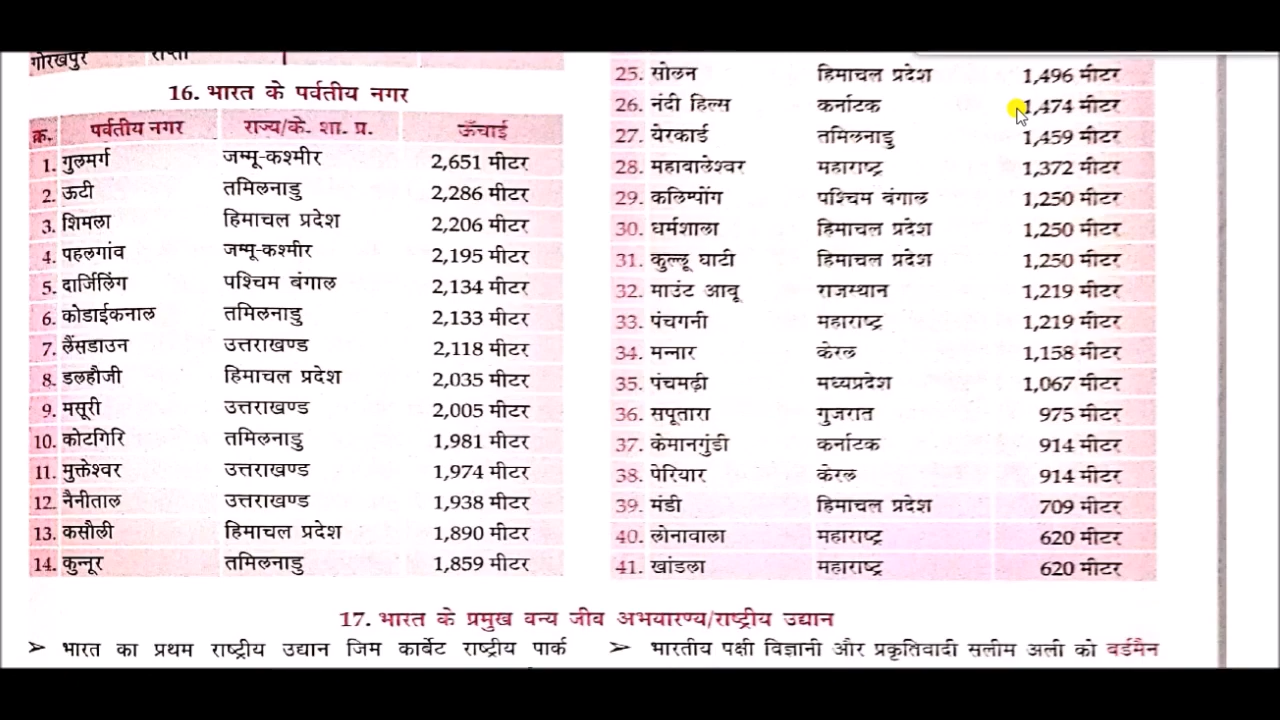 गोरखपुर राप्ती
16. भारत के पर्वतीय नगर
क्र. पर्वतीय नगर राज्य/के. शा. प्र. ऊँचाई
1. गुलमर्ग जम्मू-कश्मीर 2,651 मीटर
2. ऊटी तमिलनाडु 2,286 मीटर
3. शिमला हिमाचल प्रदेश 2,206 मीटर
4. पहलगांव जम्मू-कश्मीर 2,195 मीटर
5. दार्जिलिंग पश्चिम बंगाल 2,134 मीटर
6. कोडाईकनाल तमिलनाडु 2,133 मीटर
7. लैंसडाउन उत्तराखण्ड 2,118 मीटर
8. डलहौजी हिमाचल प्रदेश 2,035 मीटर
9. मसूरी उत्तराखण्ड 2,005 मीटर
10. कोटगिरि तमिलनाडु 1,981 मीटर
11. मुक्तेश्वर उत्तराखण्ड 1,974 मीटर
12. नैनीताल उत्तराखण्ड 1,938 मीटर
13. कसौली हिमाचल प्रदेश 1,890 मीटर
14. कुन्नूर तमिलनाडु 1,859 मीटर
25. सोलन हिमाचल प्रदेश 1,496 मीटर
26. नंदी हिल्स कर्नाटक 1,474 मीटर
27. येरकार्ड तमिलनाडु 1,459 मीटर
28. महाबालेश्वर महाराष्ट्र 1,372 मीटर
29. कलिम्पोंग पश्चिम बंगाल 1,250 मीटर
30. धर्मशाला हिमाचल प्रदेश 1,250 मीटर
31. कुल्लू घाटी हिमाचल प्रदेश 1,250 मीटर
32. माउंट आबू राजस्थान 1,219 मीटर
33. पंचगनी महाराष्ट्र 1,219 मीटर
34. मन्नार केरल 1,158 मीटर
35. पंचमढ़ी मध्यप्रदेश 1,067 मीटर
36. सपूतारा गुजरात 975 मीटर
37. केमानगुंडी कर्नाटक 914 मीटर
38. पेरियार केरल 914 मीटर
39. मंडी हिमाचल प्रदेश 709 मीटर
40. लोनावाला महाराष्ट्र 620 मीटर
41. खांडला महाराष्ट्र 620 मीटर
17. भारत के प्रमुख वन्य जीव अभयारण्य/राष्ट्रीय उद्यान
➢ भारत का प्रथम राष्ट्रीय उद्यान जिम कार्बेट राष्ट्रीय पार्क
➢ भारतीय पक्षी विज्ञानी और प्रकृतिवादी सलीम अली को बर्डमैन